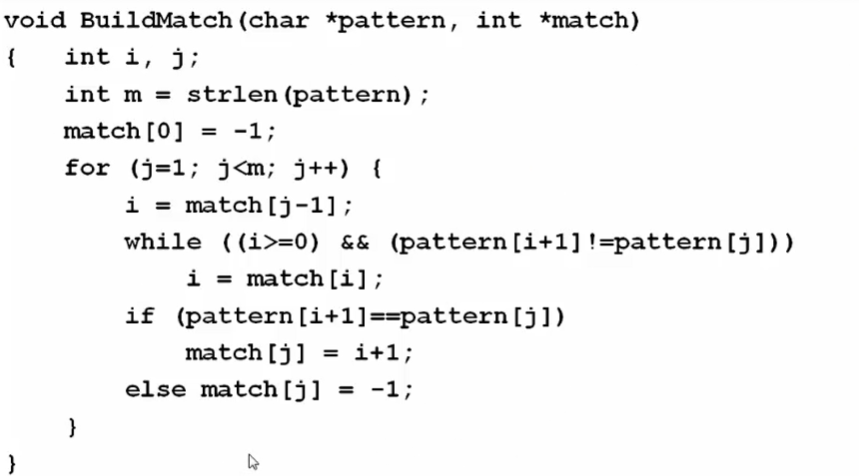 void BuildMatch(char *pattern, int *match)
{   int i, j;
    int m = strlen(pattern);
    match[0] = -1;
    for (j=1; j<m; j++) {
        i = match[j-1];
        while ((i>=0) && (pattern[i+1]!=pattern[j]))
            i = match[i];
        if (pattern[i+1]==pattern[j])
            match[j] = i+1;
        else match[j] = -1;
    }
}